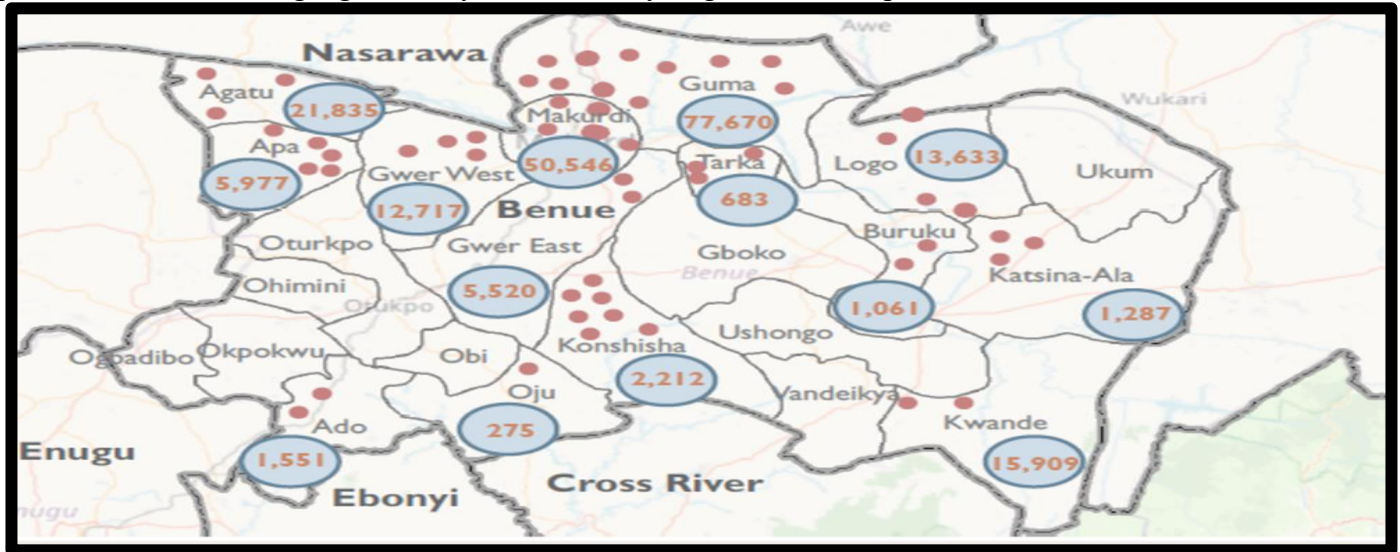 Awe
Nasarawa
Guma
Agatu
Wukari
21,835
Makurdi
77,670
Apa
Tarka
Logo
13,633
50,546
Ukum
5,977
Gwer West
683
12,717
Benue
Buruku
Oturkpo
Gwer East
Gboko
Benue
Katsina-Ala
Ohimini
5,520
Otukpo
1,061
1,287
Ushongo
Konshisha
Ogbadibo
Okpokwu
Obi
2,212
Oju
Vandeikya
Ado
Kwande
275
Enugu
1,551
15,909
Cross River
Ebonyi